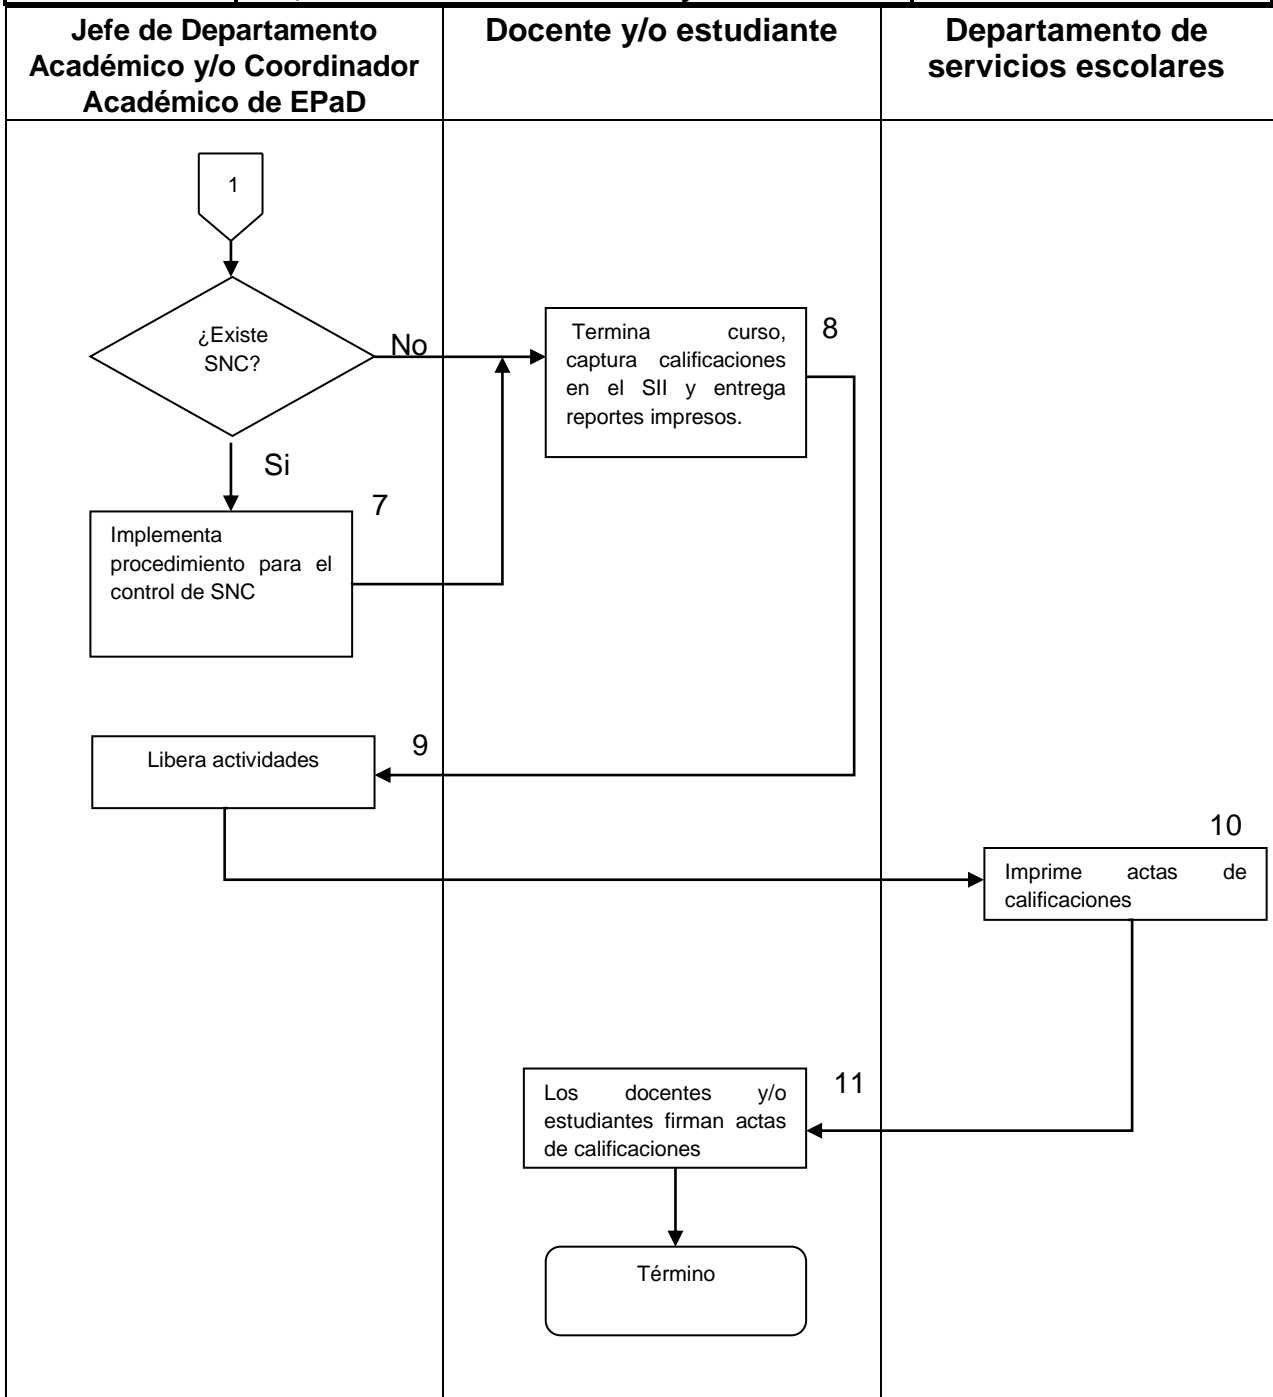 Jefe de Departamento
Académico y/o Coordinador
Académico de EPaD
Docente y/o estudiante
Departamento de
servicios escolares
1
¿Existe
SNC?
No
Si
Termina curso,
captura calificaciones
en el SII y entrega
reportes impresos.
8
7
Implementa
procedimiento para el
control de SNC
Libera actividades
9
10
Imprime actas de
calificaciones
Los docentes y/o
estudiantes firman actas
de calificaciones
11
Término